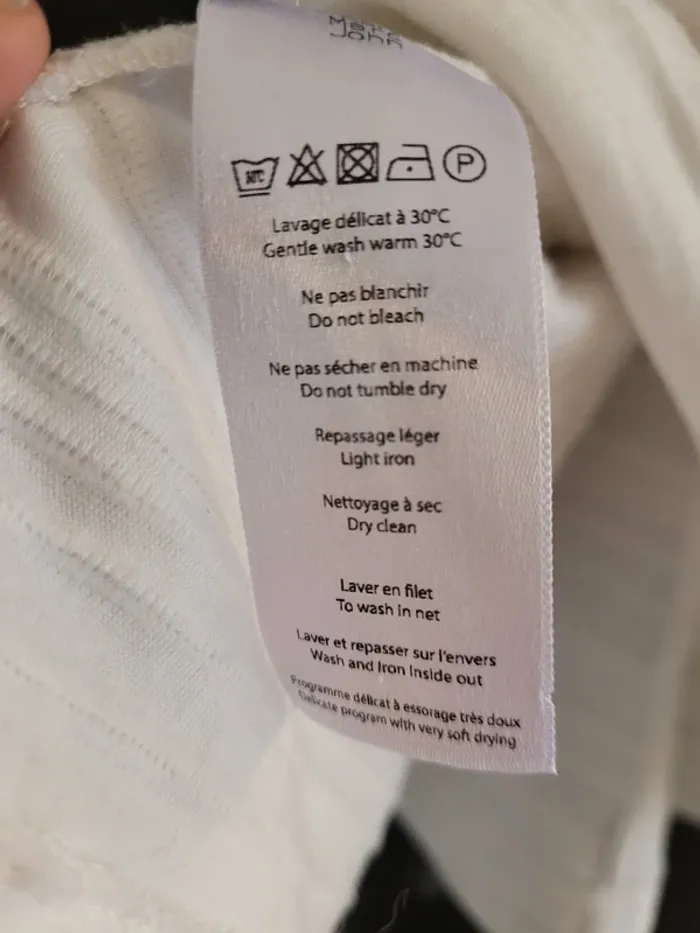 John
30°C
P
Lavage délicat à 30°C
Gentle wash warm 30°C
Ne pas blanchir
Do not bleach
Ne pas sécher en machine
Do not tumble dry
Repassage léger
Light iron
Nettoyage à sec
Dry clean
Laver en filet
To wash in net
Laver et repasser sur l'envers
Wash and Iron Inside out
Programme délicat à essorage très doux
Delicate program with very soft drying